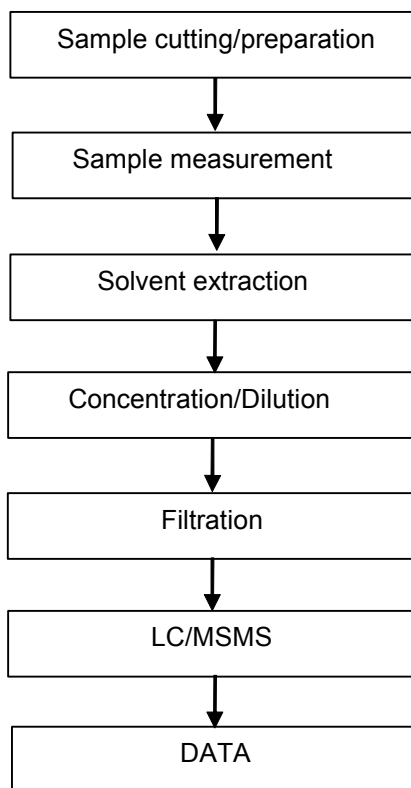 Sample cutting/preparation
Sample measurement
Solvent extraction
Concentration/Dilution
Filtration
LC/MSMS
DATA